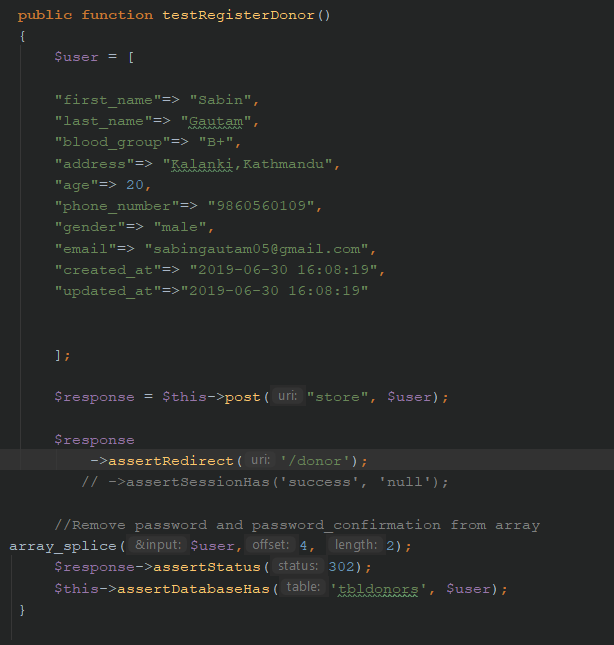 public function testRegisterDonor()
{
$user = [
"first_name"=> "Sabin",
"last_name"=> "Gautam",
"blood_group"=> "B+",
"address"=> "Kalanki,Kathmandu",
"age"=> 20,
"phone_number"=> "9860560109",
"gender"=> "male",
"email"=> "sabingautam05@gmail.com",
"created_at"=> "2019-06-30 16:08:19",
"updated_at"=>"2019-06-30 16:08:19"
];
$response = $this->post( uri: "store", $user);
$response
->assertRedirect( uri: '/donor');
// ->assertSessionHas('success', 'null');
//Remove password and password_confirmation from array
array_splice( &input: $user, offset: 4, length: 2);
$response->assertStatus( status: 302);
$this->assertDatabaseHas( table: 'tbldonors', $user);
}